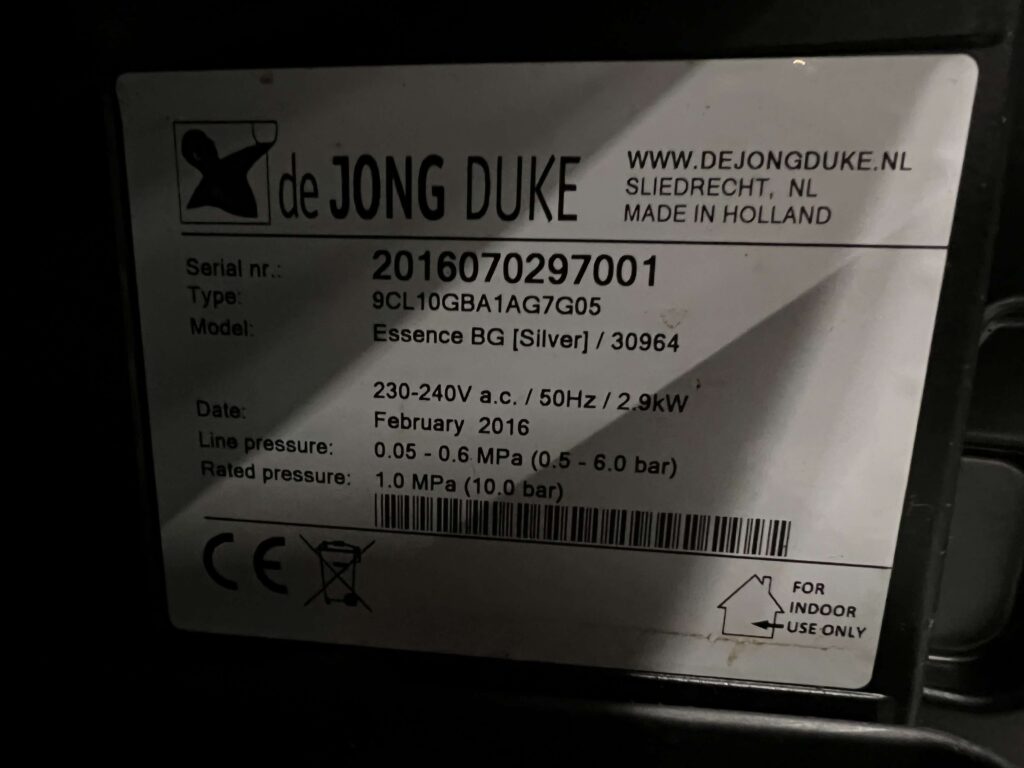 de JONG DUKE
WWW.DEJONGDUKE.NL
SLIEDRECHT, NL
MADE IN HOLLAND
Serial nr.: 2016070297001
Type: 9CL10GBA1AG7G05
Model: Essence BG [Silver] / 30964
230-240V a.c. / 50Hz / 2.9kW
Date: February 2016
Line pressure: 0.05 - 0.6 MPa (0.5 - 6.0 bar)
Rated pressure: 1.0 MPa (10.0 bar)
CE
FOR
INDOOR
USE ONLY